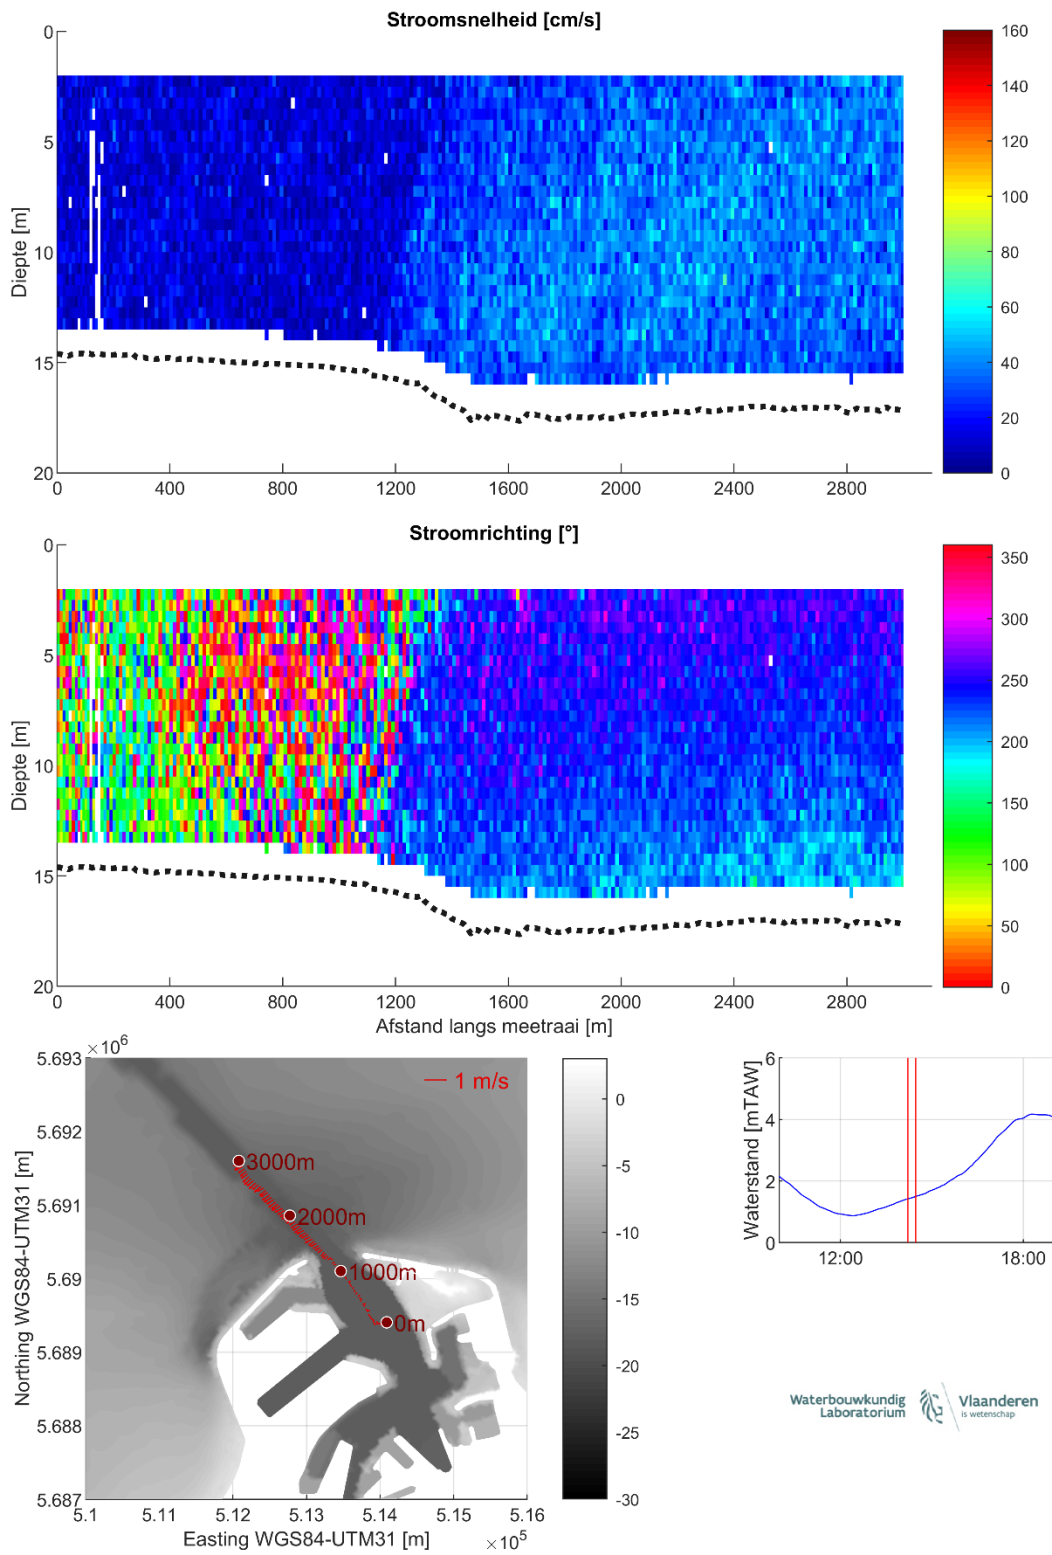 Stroomsnelheid [cm/s]
0
5
10
15
20
Diepte [m]
0 400 800 1200 1600 2000 2400 2800
160
140
120
100
80
60
40
20
0
Stroomrichting [°]
0
5
10
15
20
Diepte [m]
0 400 800 1200 1600 2000 2400 2800
Afstand langs meetraai [m]
350
300
250
200
150
100
50
0
×10⁶
5.693
5.692
5.691
5.69
5.689
5.688
5.687
Northing WGS84-UTM31 [m]
1 m/s
3000m
2000m
1000m
0m
5.1 5.11 5.12 5.13 5.14 5.15 5.16
Easting WGS84-UTM31 [m]
×10⁵
0
-5
-10
-15
-20
-25
-30
Waterstand [mTAW]
6
4
2
0
12:00 18:00
Waterbouwkundig
Laboratorium
Vlaanderen
is wetenschap